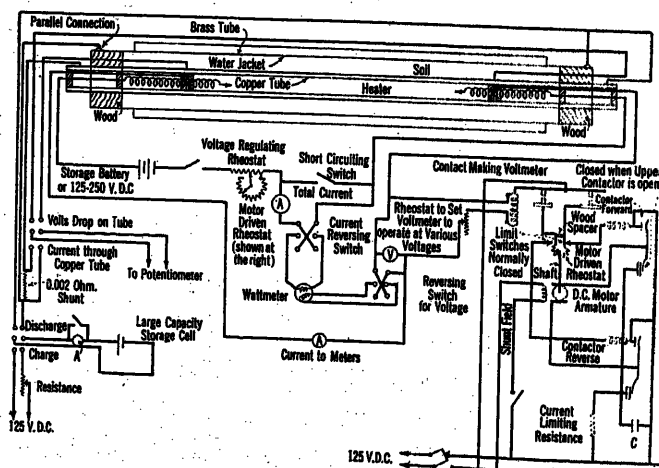 Parallel Connection
Brass Tube
Water Jacket
Soil
Copper Tube
Heater
Wood
Wood
Storage Battery
or 125-250 V.D.C
Voltage Regulating
Rheostat
Short Circuiting
Switch
Total Current
A
Motor
Driven
Rheostat
(shown at
the right)
Current
Reversing
Switch
Contact Making Voltmeter
Closed when Uppe
Contactor is open
Contactor
Forward
Rheostat to Set
Voltmeter to
operate at Various
Voltages
Wood
Spacer
Limit
Switches
Normally
Closed
Motor
Driven
Rheostat
Shaft
D.C. Motor
Armature
V
Volts Drop on Tube
Current through
Copper Tube
To Potentiometer
0.002 Ohm.
Shunt
Wattmeter
Reversing
Switch
for Voltage
Shunt Field
Discharge
Large Capacity
Storage Cell
A
Charge
A
Current to Meters
Contactor
Reverse
Resistance
Current
Limiting
Resistance
C
125 V.D.C.
125 V.D.C.